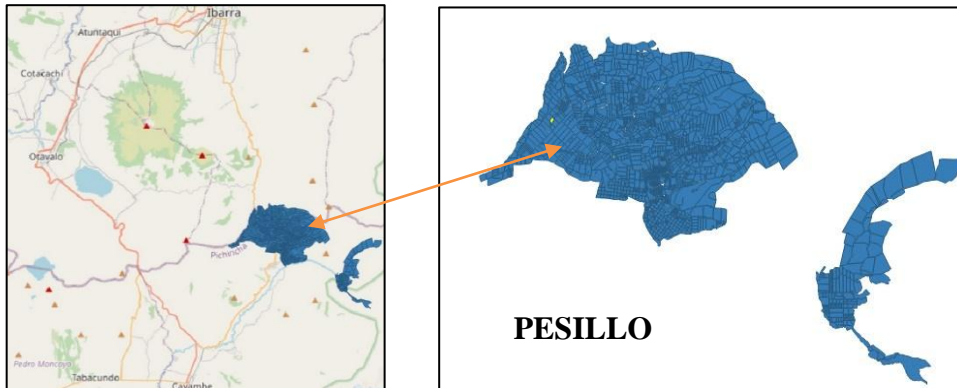 Ibarra
Atuntaqui
Cotacachi
Otavalo
Pichincha
Pedro Moncayo
Tabacundo
Cayambe
PESILLO